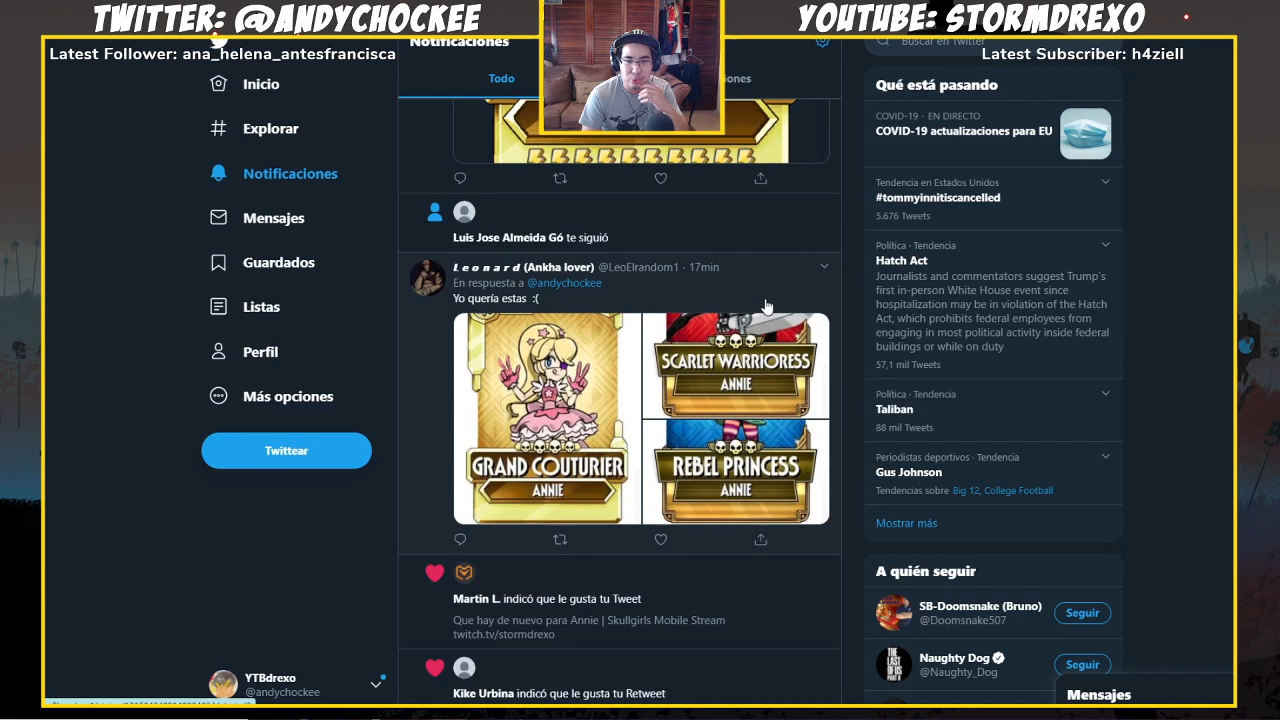 TWITTER: @ANDYCHOCKEE
YOUTUBE: STORMDREXO
Latest Follower: ana_helena_antesfrancisca
Latest Subscriber: h4ziell
Inicio
Explorar
Notificaciones
Mensajes
Guardados
Listas
Perfil
Más opciones
Twittear
YTBdrexo
@andychockee
Notificaciones
Todo
iones
Luis Jose Almeida Gó te siguió
Leonard (Ankha lover) @LeoElrandom1 · 17min
En respuesta a @andychockee
Yo quería estas :(
GRAND COUTURIER
ANNIE
SCARLET WARRIORESS
ANNIE
REBEL PRINCESS
ANNIE
Martin L. indicó que le gusta tu Tweet
Que hay de nuevo para Annie | Skullgirls Mobile Stream
twitch.tv/stormdrexo
Kike Urbina indicó que le gusta tu Retweet
Buscar en Twitter
Qué está pasando
COVID-19 · EN DIRECTO
COVID-19 actualizaciones para EU
Tendencia en Estados Unidos
#tommyinnitiscancelled
5.676 Tweets
Política · Tendencia
Hatch Act
Journalists and commentators suggest Trump's
first in-person White House event since
hospitalization may be in violation of the Hatch
Act, which prohibits federal employees from
engaging in most political activity inside federal
buildings or while on duty
57,1 mil Tweets
Política · Tendencia
Taliban
88 mil Tweets
Periodistas deportivos · Tendencia
Gus Johnson
Tendencias sobre Big 12, College Football
Mostrar más
A quién seguir
SB-Doomsnake (Bruno)
@Doomsnake507
Seguir
THE LAST OF US
Naughty Dog
@Naughty_Dog
Seguir
Mensajes